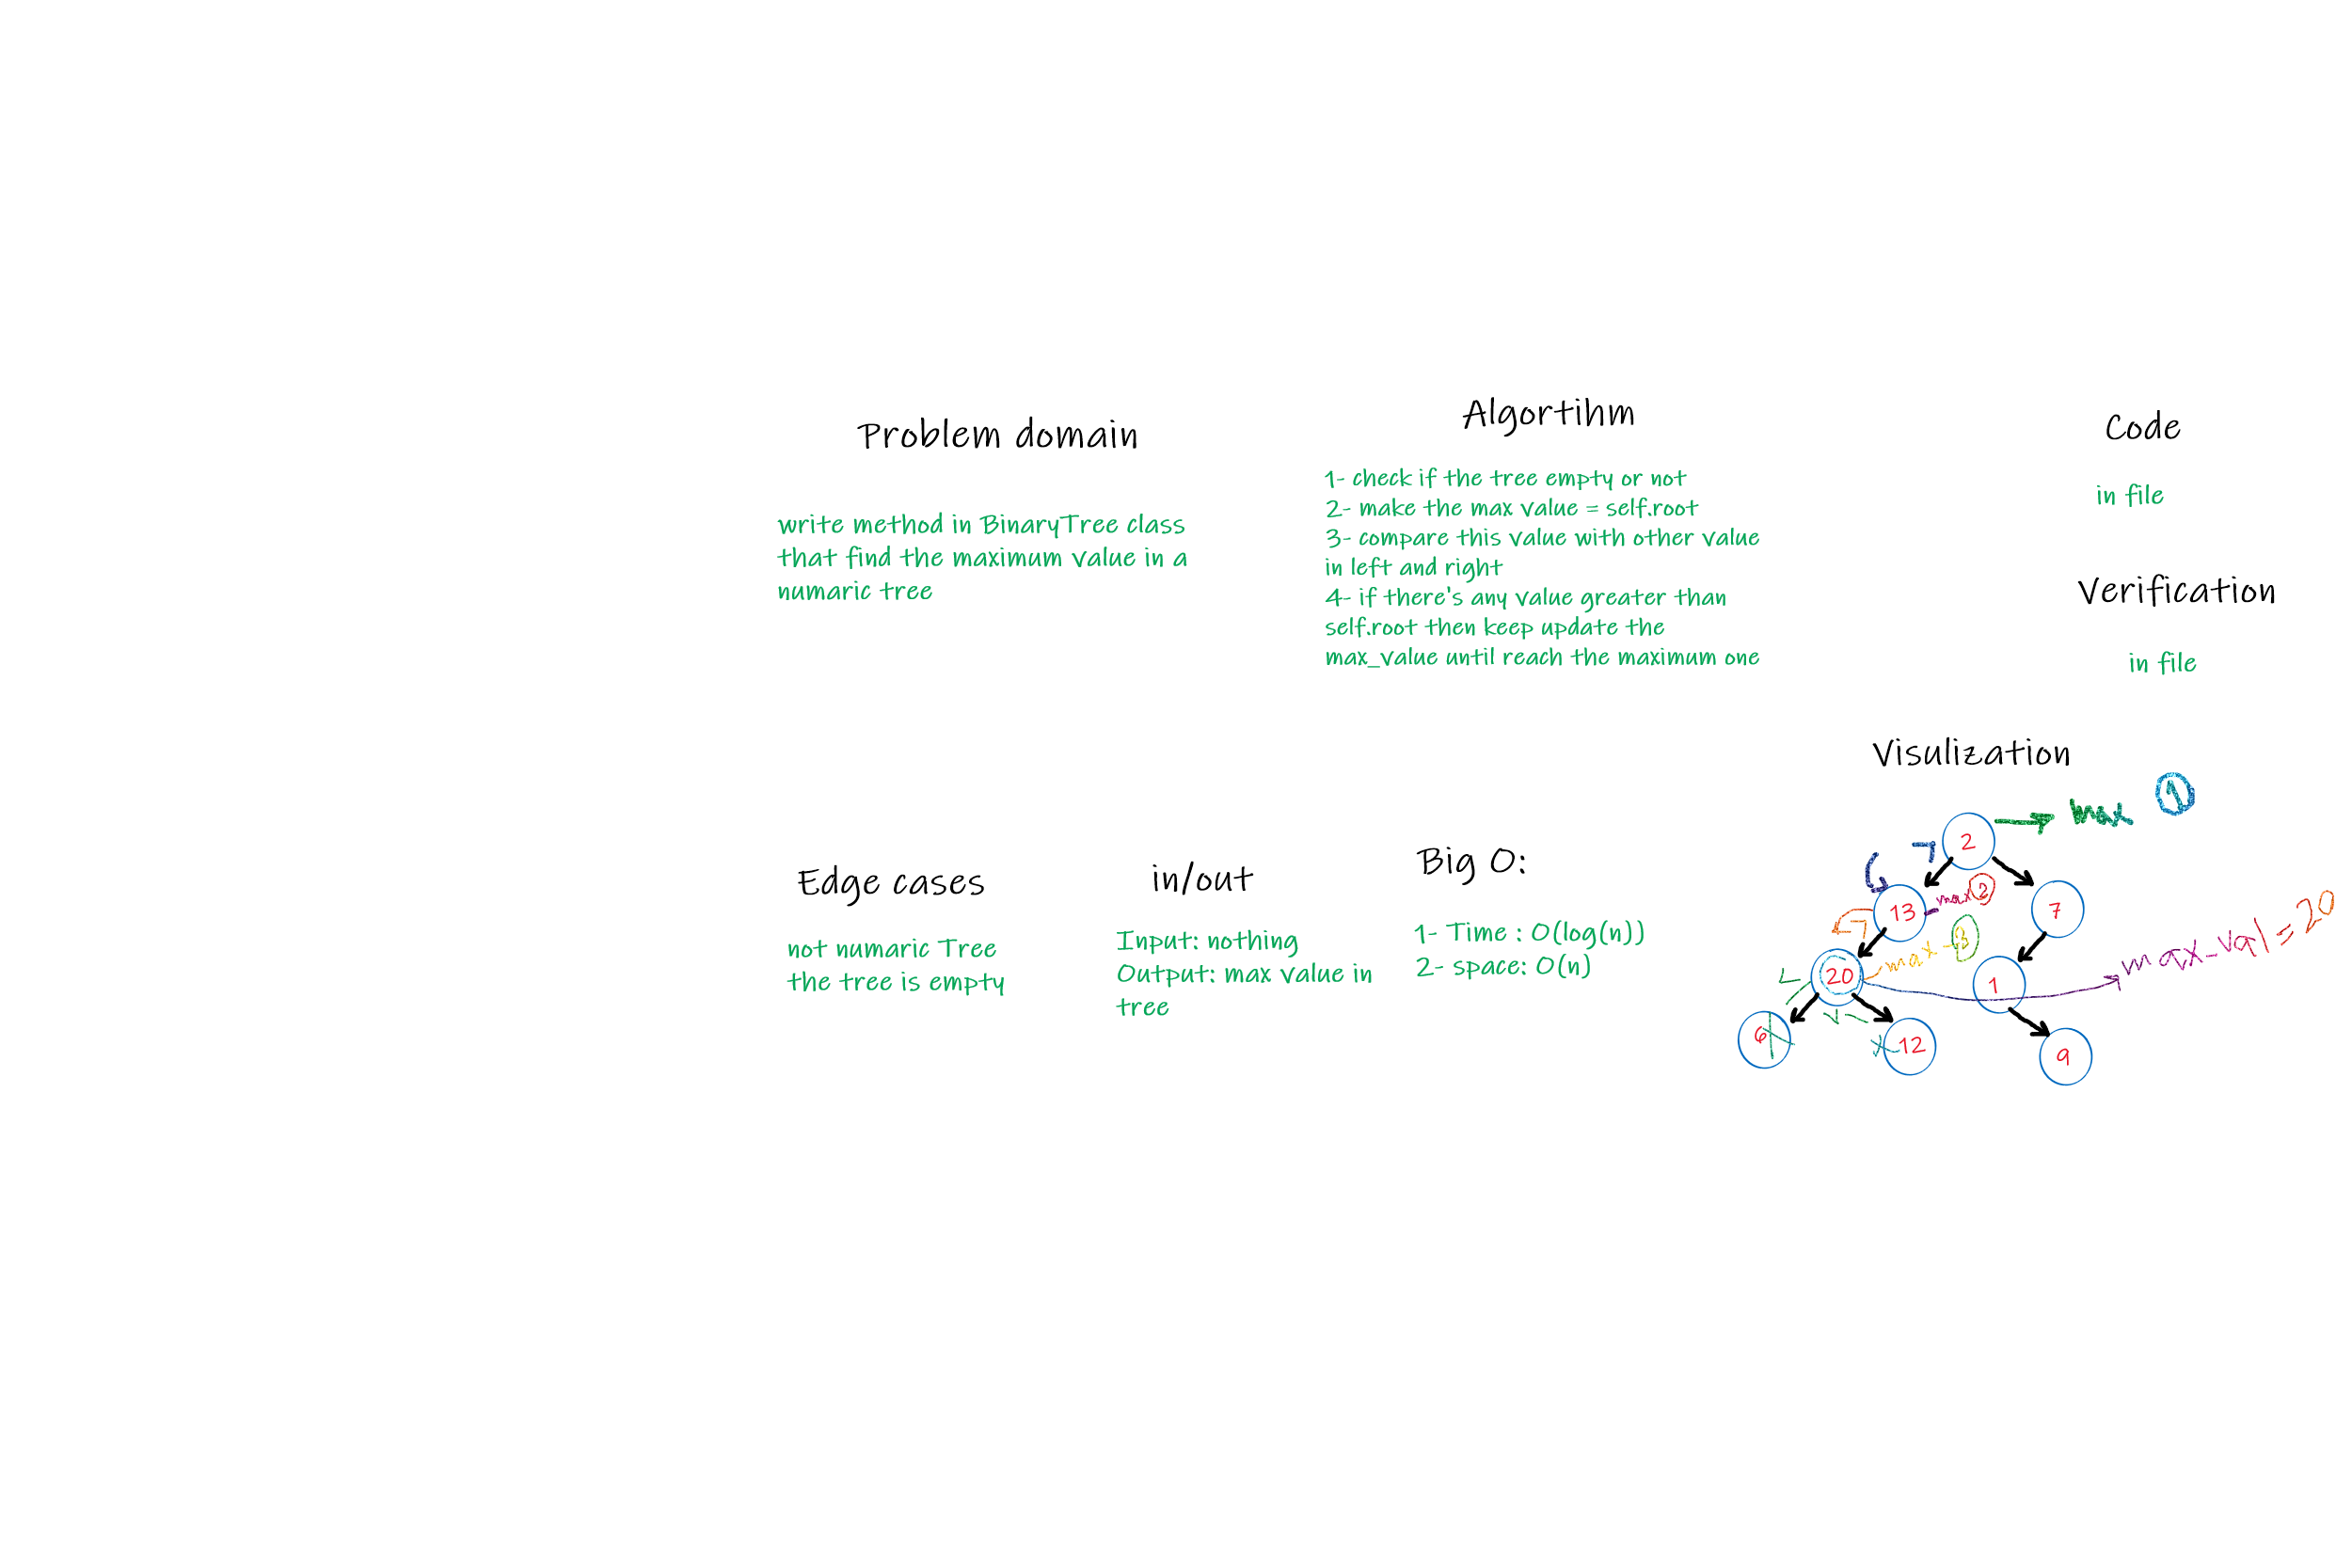 Problem domain
write method in BinaryTree class
that find the maximum value in a
numaric tree
Algortihm
1- check if the tree empty or not
2- make the max value = self.root
3- compare this value with other value
in left and right
4- if there's any value greater than
self.root then keep update the
max_value until reach the maximum one
Code
in file
Verification
in file
Edge cases
not numaric Tree
the tree is empty
in/out
Input: nothing
Output: max value in
tree
Big O:
1- Time : O(log(n))
2- space: O(n)
Visulization
max 1
2
13
max 2
7
20
max - 3
1
max_val = 20
6
12
9